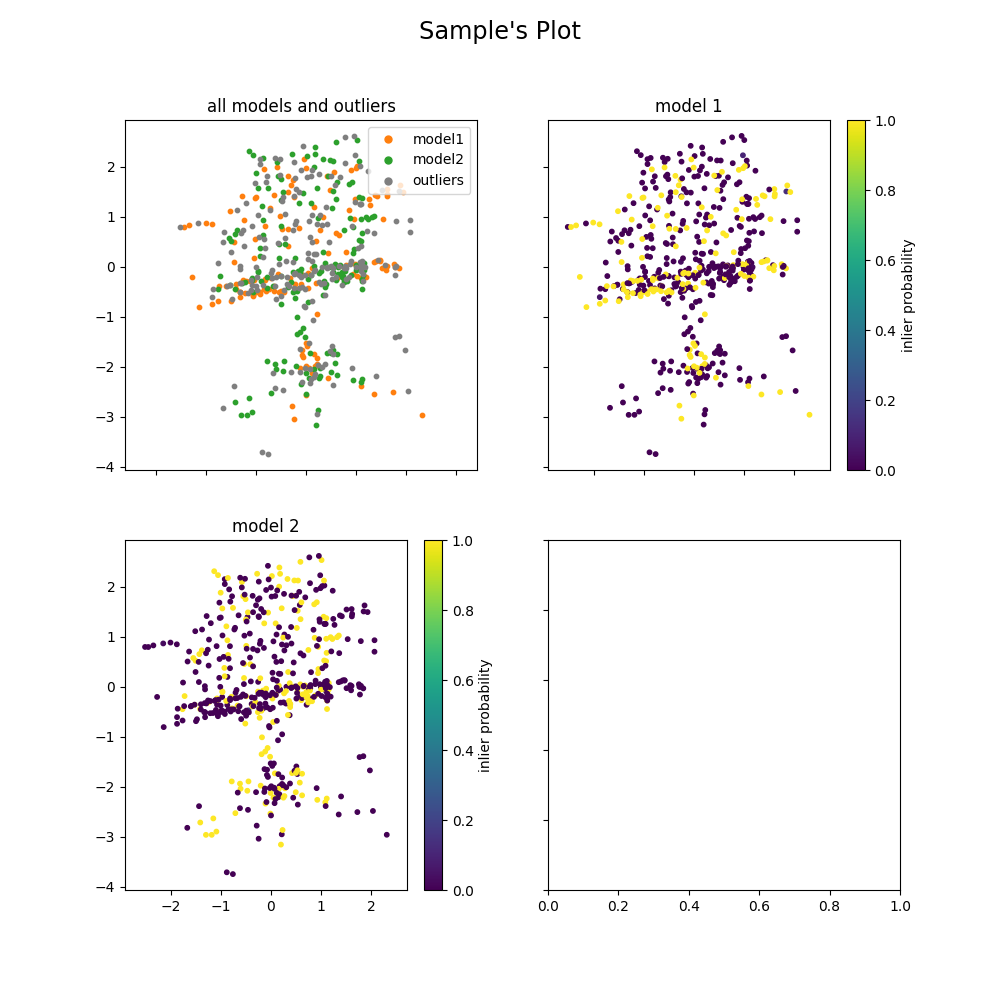 Sample's Plot
all models and outliers
model1
model2
outliers
2
1
0
−1
−2
−3
−4
model 1
1.0
0.8
0.6
0.4
0.2
0.0
inlier probability
model 2
2
1
0
−1
−2
−3
−4
−2 −1 0 1 2
1.0
0.8
0.6
0.4
0.2
0.0
inlier probability
0.0 0.2 0.4 0.6 0.8 1.0